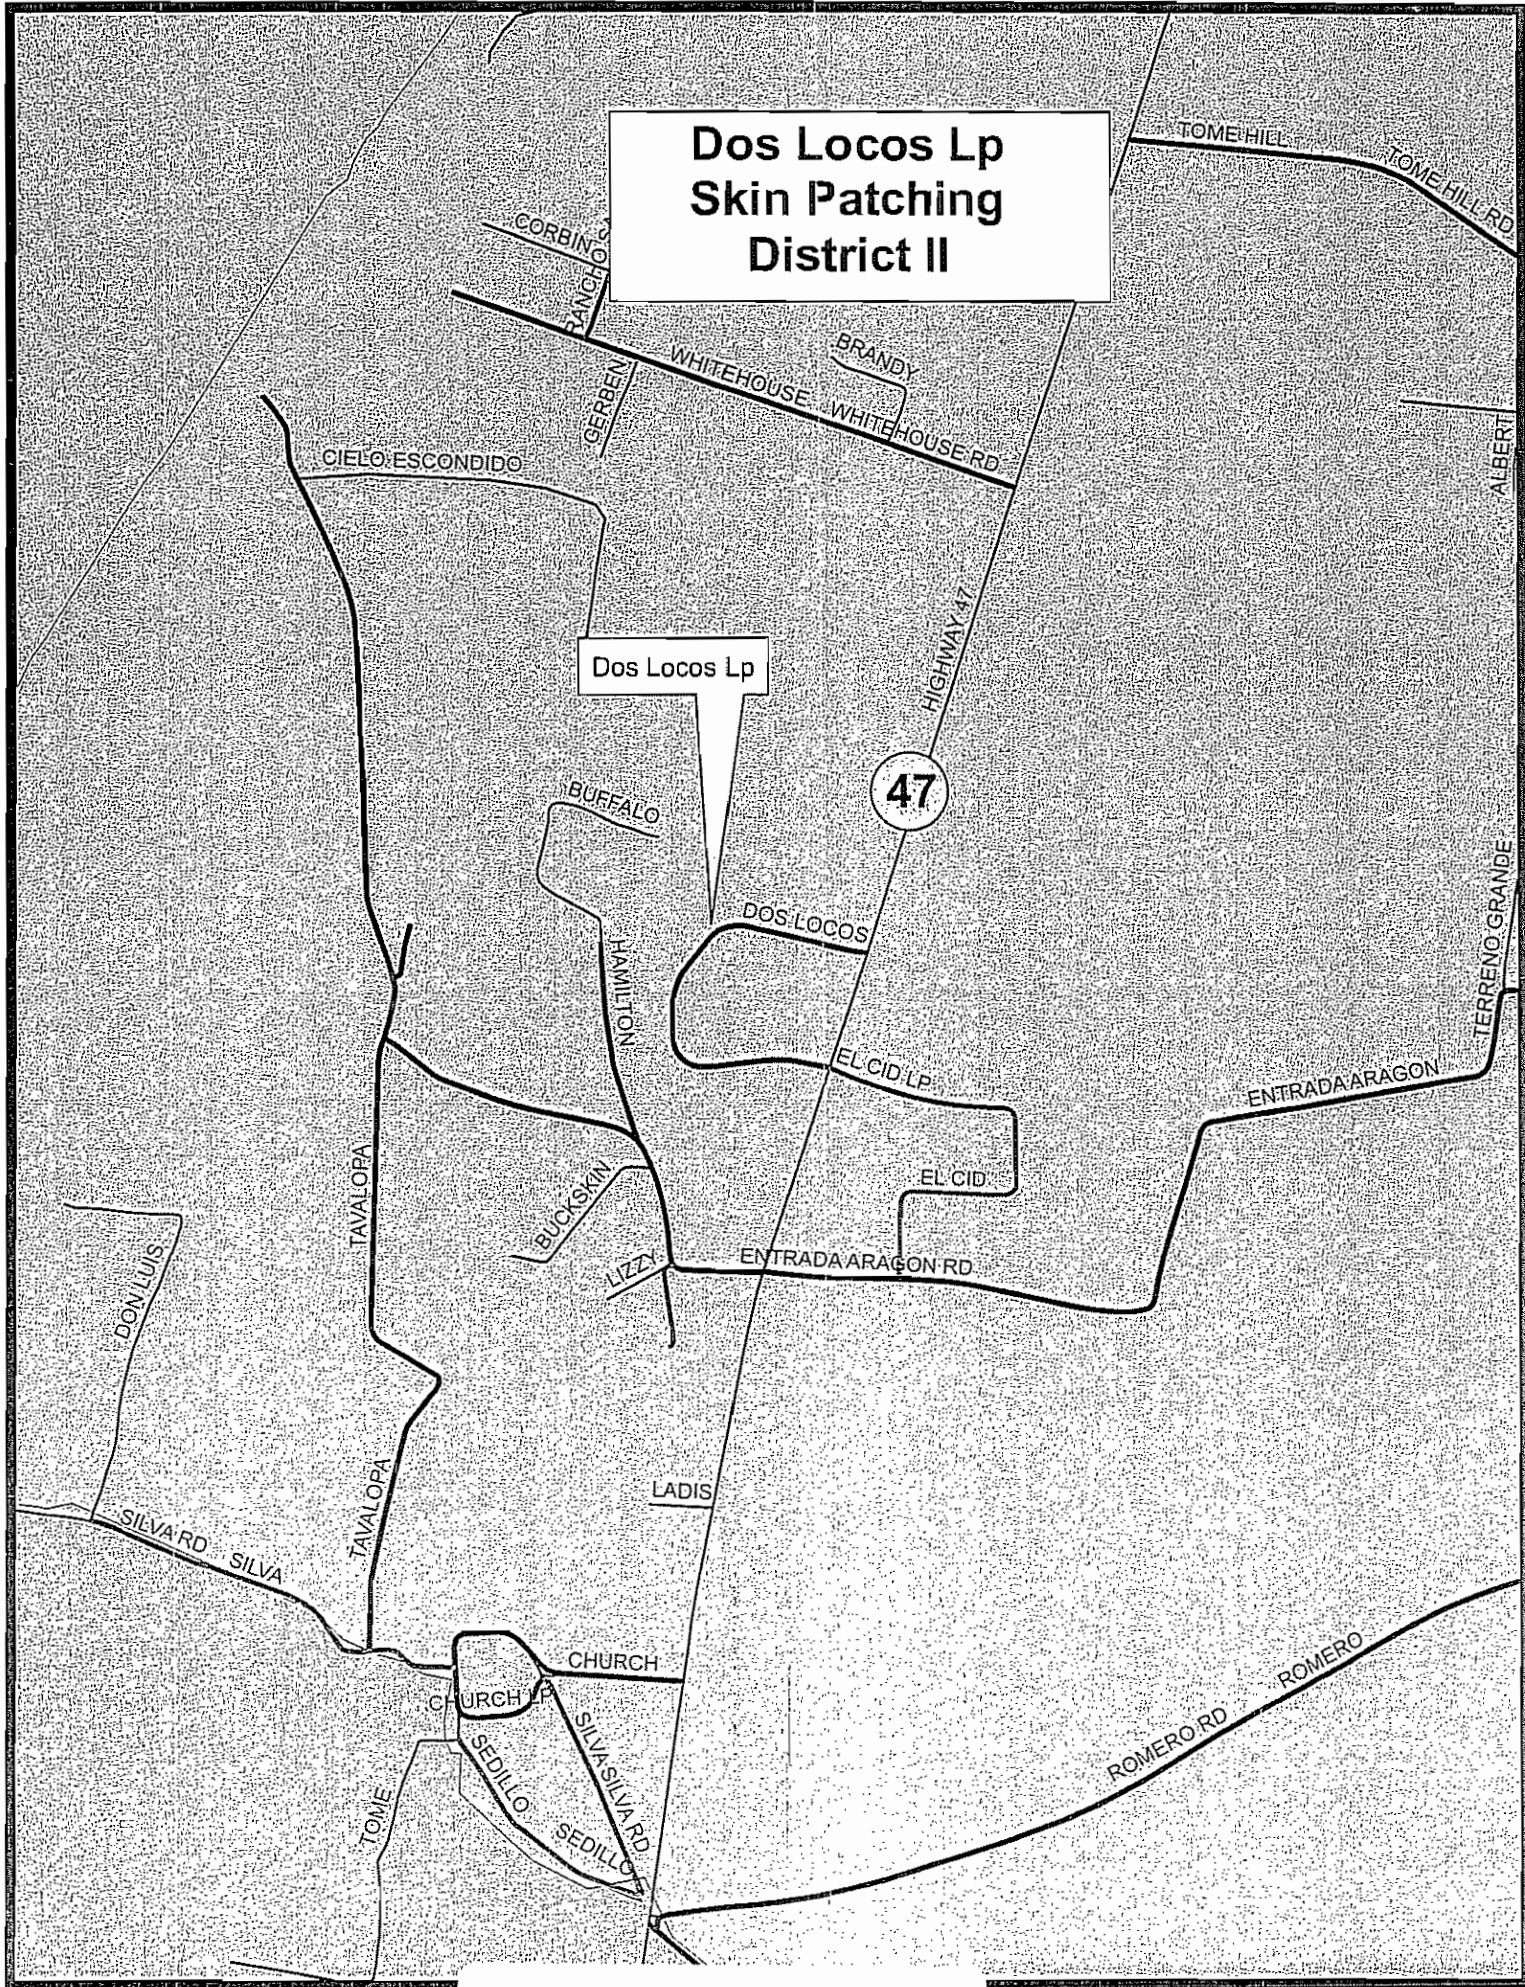 Dos Locos Lp
Skin Patching
District II
TOME HILL
TOME HILL RD
CORBIN
RANCHO
WHITEHOUSE
WHITEHOUSE RD
BRANDY
GERBEN
ALBERT
CIELO ESCONDIDO
HIGHWAY 47
Dos Locos Lp
47
BUFFALO
DOS LOCOS
HAMILTON
TERRENO GRANDE
EL CID LP
ENTRADA ARAGON
TAVALOPA
BUCKSKIN
EL CID
DON LUIS
LIZZY
ENTRADA ARAGON RD
TAVALOPA
LADIS
SILVA RD
SILVA
CHURCH
CHURCH LP
ROMERO
ROMERO RD
SILVA
SILVA RD
SEDILLO
SEDILLO
TOME